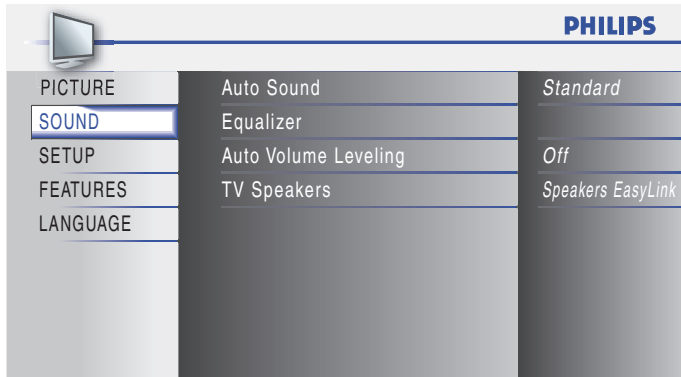 PHILIPS
PICTURE
Auto Sound
Standard
SOUND
Equalizer
SETUP
Auto Volume Leveling
Off
FEATURES
TV Speakers
Speakers EasyLink
LANGUAGE